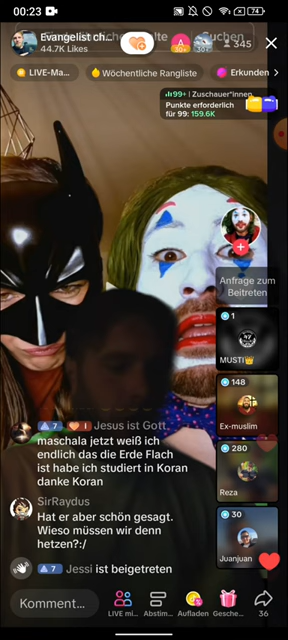 00:23
74
Evangelist ch...
44.7K Likes
30+
30+
345
LIVE-Ma...
Wöchentliche Rangliste
Erkunden
99+ | Zuschauer*innen
Punkte erforderlich
für 99: 159.6K
Anfrage zum
Beitreten
1
MUSTI
148
Ex-muslim
280
Reza
30
Juanjuan
7 I Jesus ist Gott
maschala jetzt weiß ich
endlich das die Erde Flach
ist habe ich studiert in Koran
danke Koran
SirRaydus
Hat er aber schön gesagt.
Wieso müssen wir denn
hetzen?:/
7 Jessi ist beigetreten
Komment...
LIVE mi...
Abstim...
Aufladen
Gesche...
36